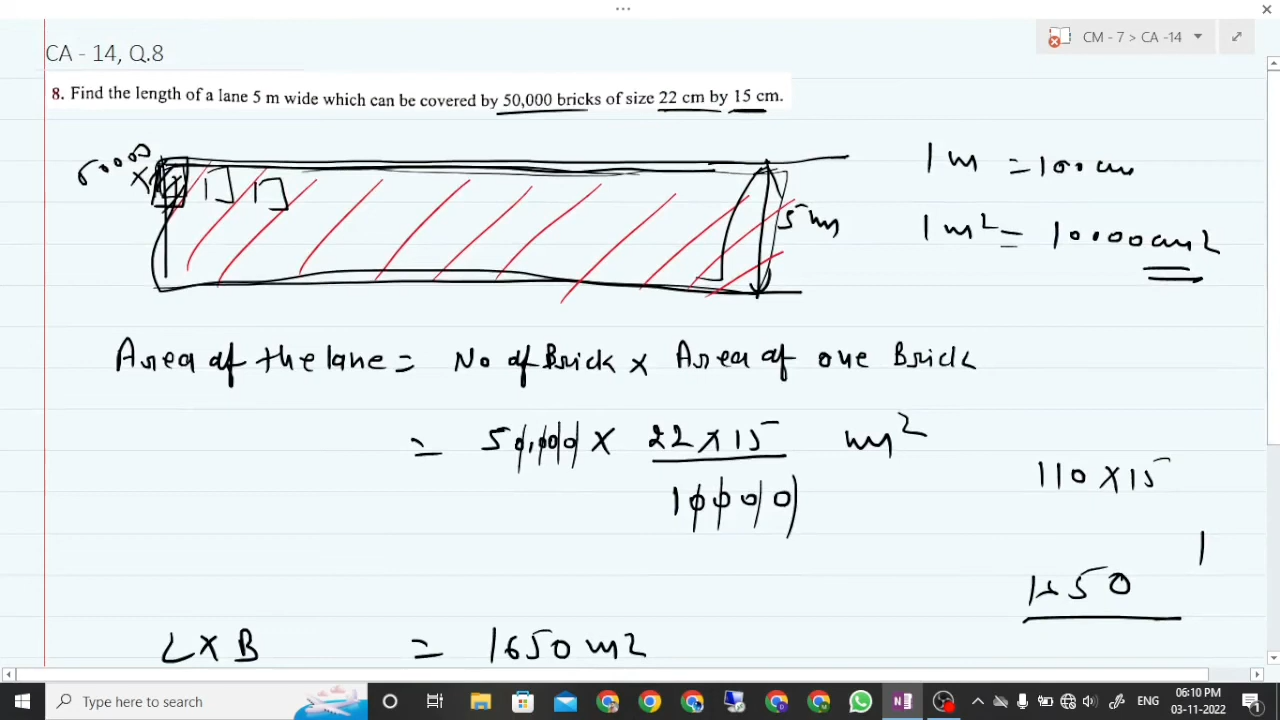 CM - 7 > CA -14
CA - 14, Q.8
8. Find the length of a lane 5 m wide which can be covered by 50,000 bricks of size 22 cm by 15 cm.
1m = 100 cm
5m
1m² = 10000 cm²
Area of the lane = No of Brick x Area of one Brick
= 50,000 x 22 x 15 m²
10000
110 x 15
1650
L x B = 1650 m2
Type here to search
ENG
06:10 PM
03-11-2022
1